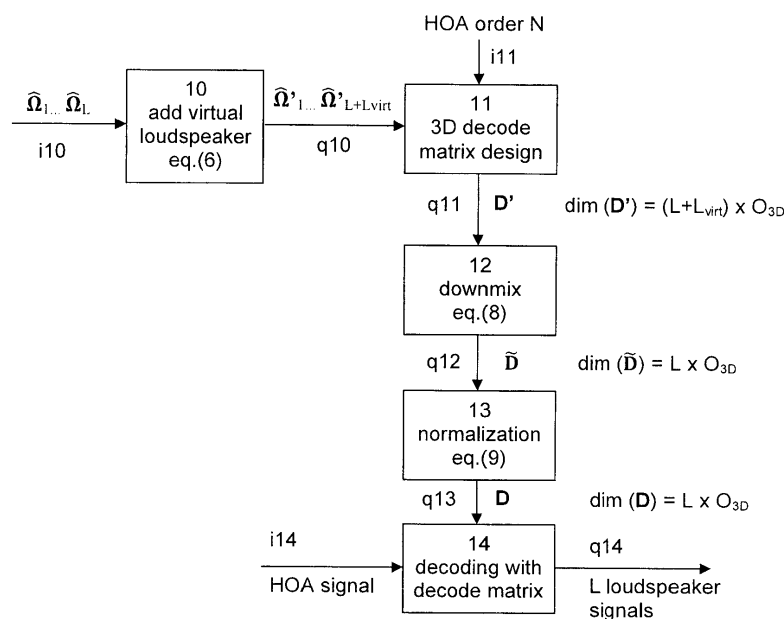 HOA order N
i11
Ω̂1... Ω̂L
i10
10
add virtual
loudspeaker
eq.(6)
Ω̂'1... Ω̂'L+Lvirt
q10
11
3D decode
matrix design
q11 D' dim (D') = (L+Lvirt) x O3D
12
downmix
eq.(8)
q12 D̃ dim (D̃) = L x O3D
13
normalization
eq.(9)
q13 D dim (D) = L x O3D
i14
HOA signal
14
decoding with
decode matrix
q14
L loudspeaker
signals